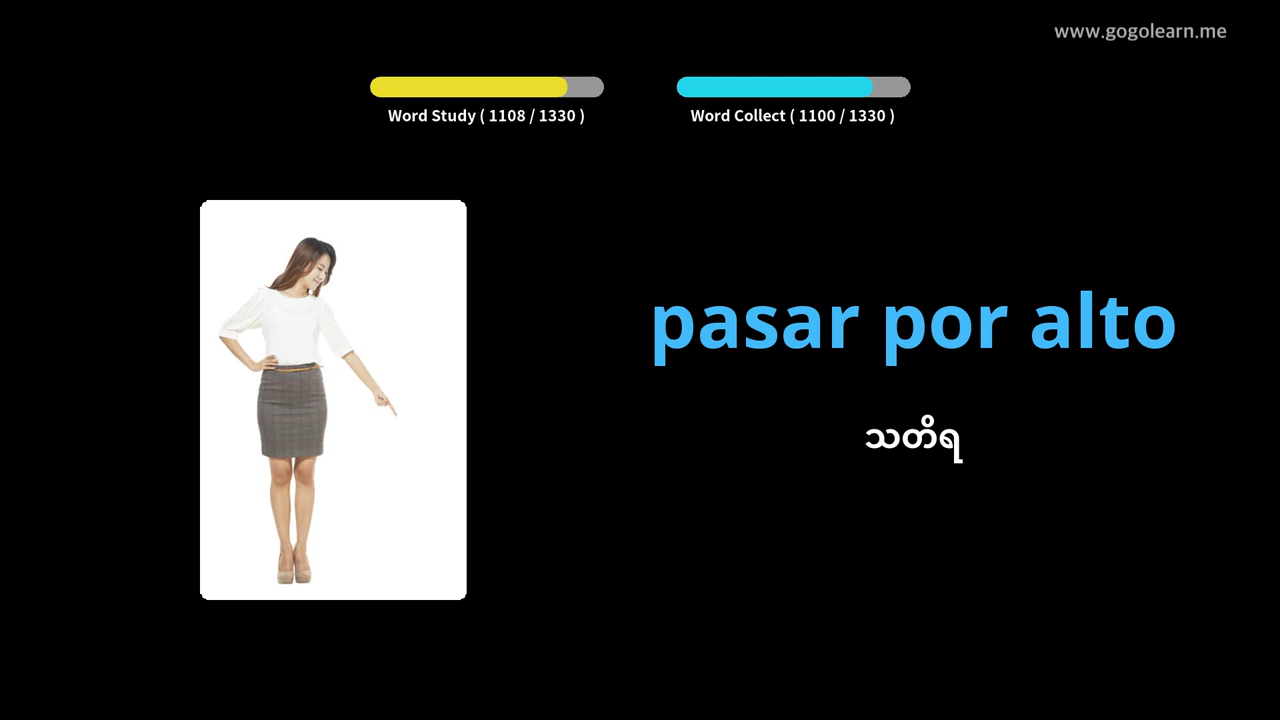 www.gogolearn.me
Word Study ( 1108 / 1330 )
Word Collect ( 1100 / 1330 )
pasar por alto
သတိရ